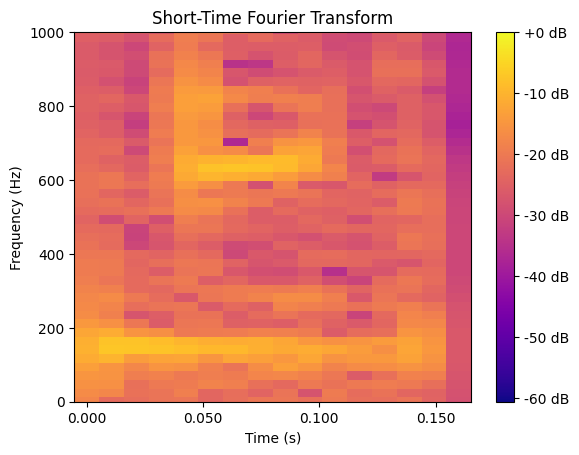 Short-Time Fourier Transform
Frequency (Hz)
1000
800
600
400
200
0
0.000 0.050 0.100 0.150
Time (s)
+0 dB
-10 dB
-20 dB
-30 dB
-40 dB
-50 dB
-60 dB